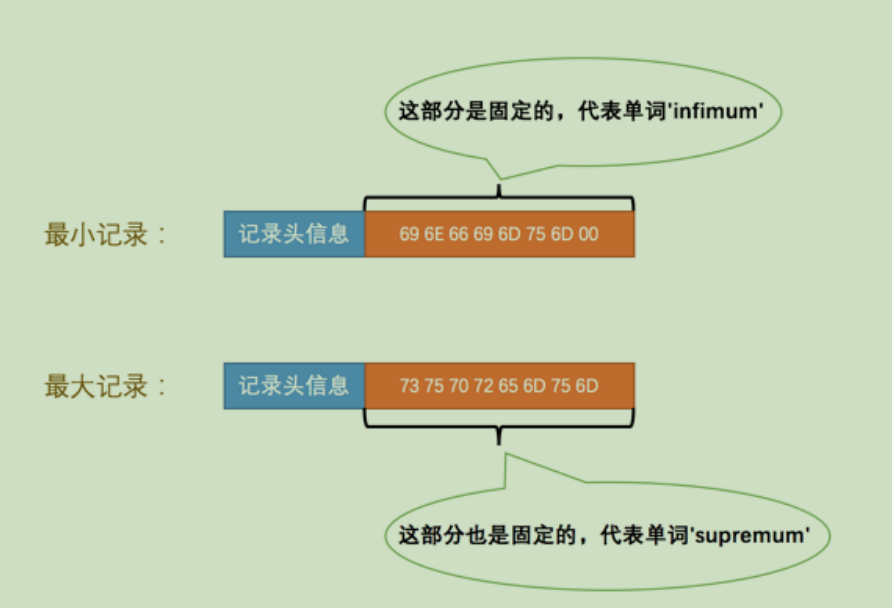 这部分是固定的，代表单词'infimum'
最小记录：
记录头信息
69 6E 66 69 6D 75 6D 00
最大记录：
记录头信息
73 75 70 72 65 6D 75 6D
这部分也是固定的，代表单词'supremum'